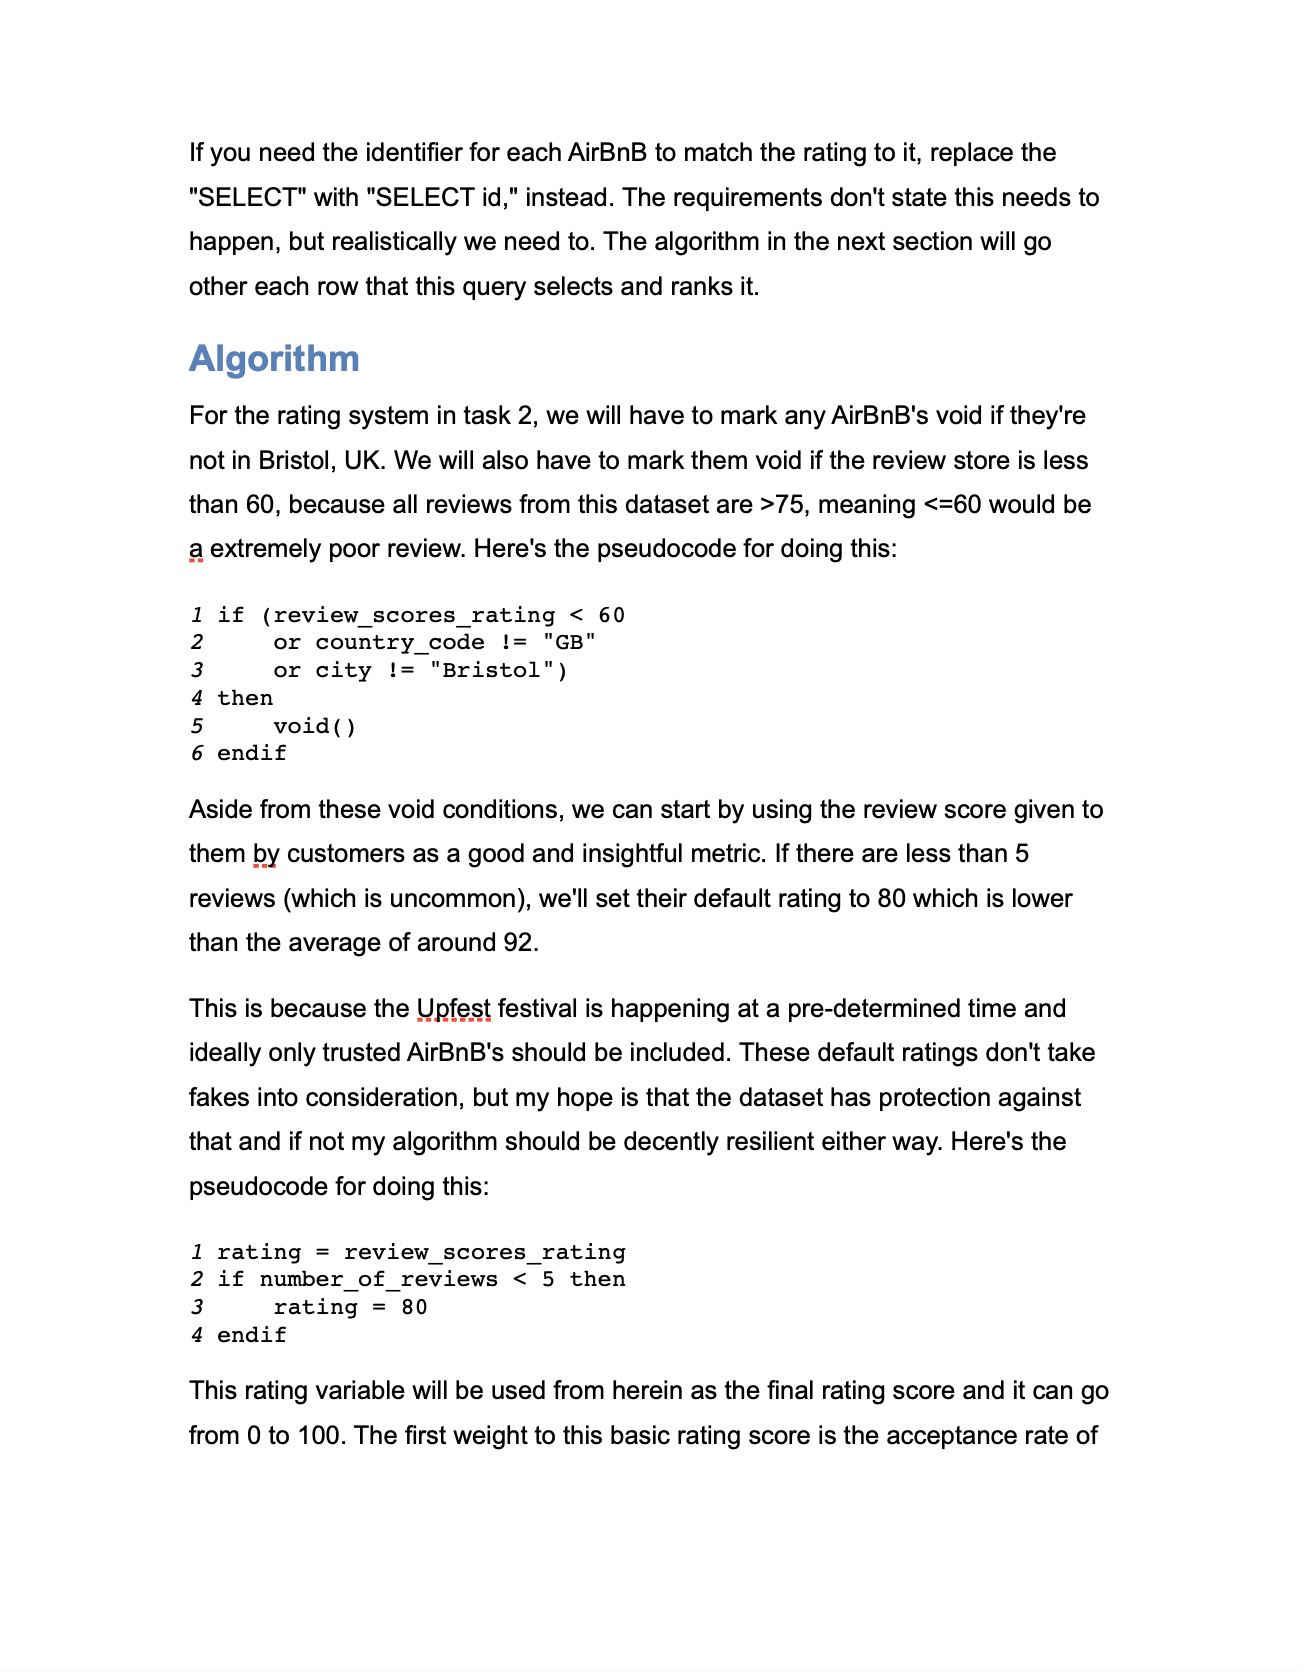 If you need the identifier for each AirBnB to match the rating to it, replace the
"SELECT" with "SELECT id," instead. The requirements don't state this needs to
happen, but realistically we need to. The algorithm in the next section will go
other each row that this query selects and ranks it.
Algorithm
For the rating system in task 2, we will have to mark any AirBnB's void if they're
not in Bristol, UK. We will also have to mark them void if the review store is less
than 60, because all reviews from this dataset are >75, meaning <=60 would be
a extremely poor review. Here's the pseudocode for doing this:
1 if (review_scores_rating < 60
2     or country_code != "GB"
3     or city != "Bristol")
4 then
5     void()
6 endif
Aside from these void conditions, we can start by using the review score given to
them by customers as a good and insightful metric. If there are less than 5
reviews (which is uncommon), we'll set their default rating to 80 which is lower
than the average of around 92.
This is because the Upfest festival is happening at a pre-determined time and
ideally only trusted AirBnB's should be included. These default ratings don't take
fakes into consideration, but my hope is that the dataset has protection against
that and if not my algorithm should be decently resilient either way. Here's the
pseudocode for doing this:
1 rating = review_scores_rating
2 if number_of_reviews < 5 then
3     rating = 80
4 endif
This rating variable will be used from herein as the final rating score and it can go
from 0 to 100. The first weight to this basic rating score is the acceptance rate of